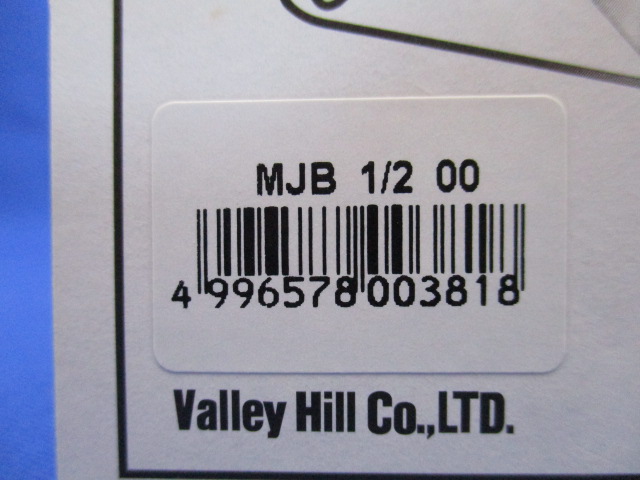 MJB 1/2 00
4 996578 003818
Valley Hill Co.,LTD.